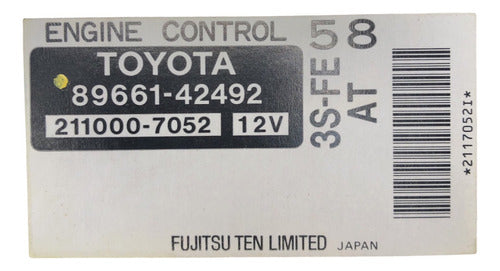 ENGINE CONTROL 58
TOYOTA
89661-42492
211000-7052 12V
3S-FE
AT
*2117052I*
FUJITSU TEN LIMITED JAPAN